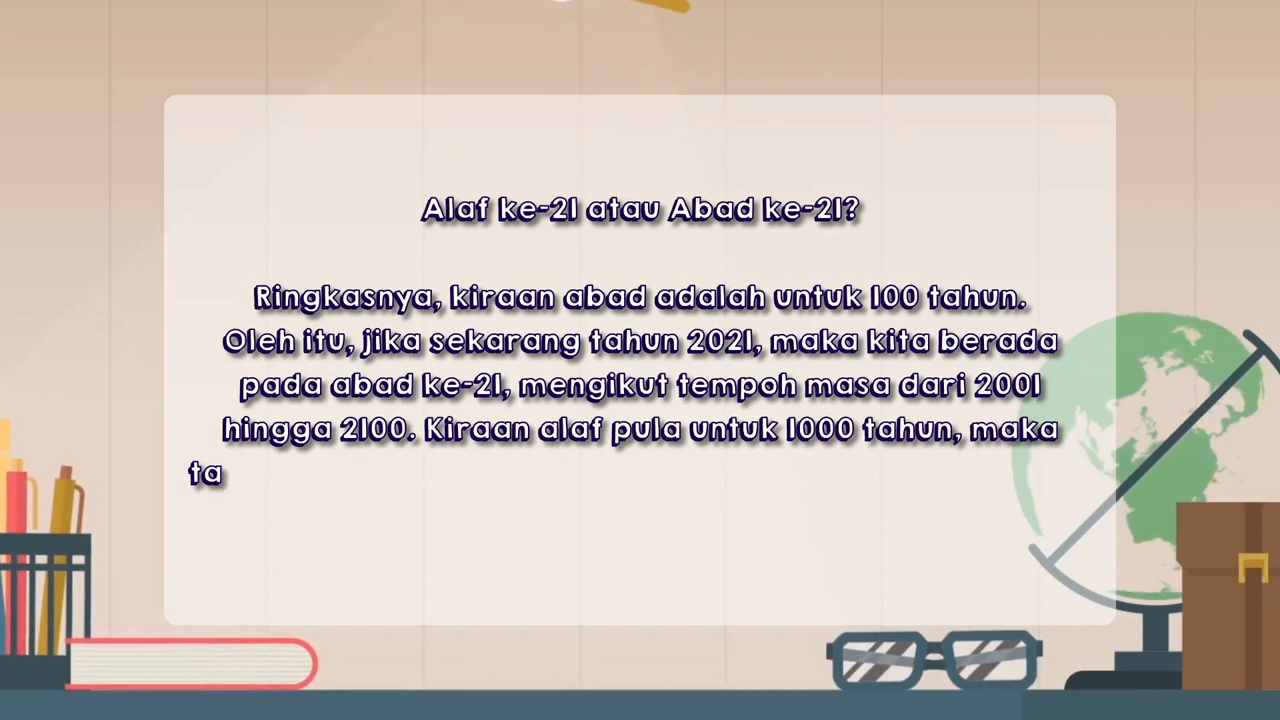 Alaf ke-21 atau Abad ke-21?
Ringkasnya, kiraan abad adalah untuk 100 tahun.
Oleh itu, jika sekarang tahun 2021, maka kita berada
pada abad ke-21, mengikut tempoh masa dari 2001
hingga 2100. Kiraan alaf pula untuk 1000 tahun, maka
ta